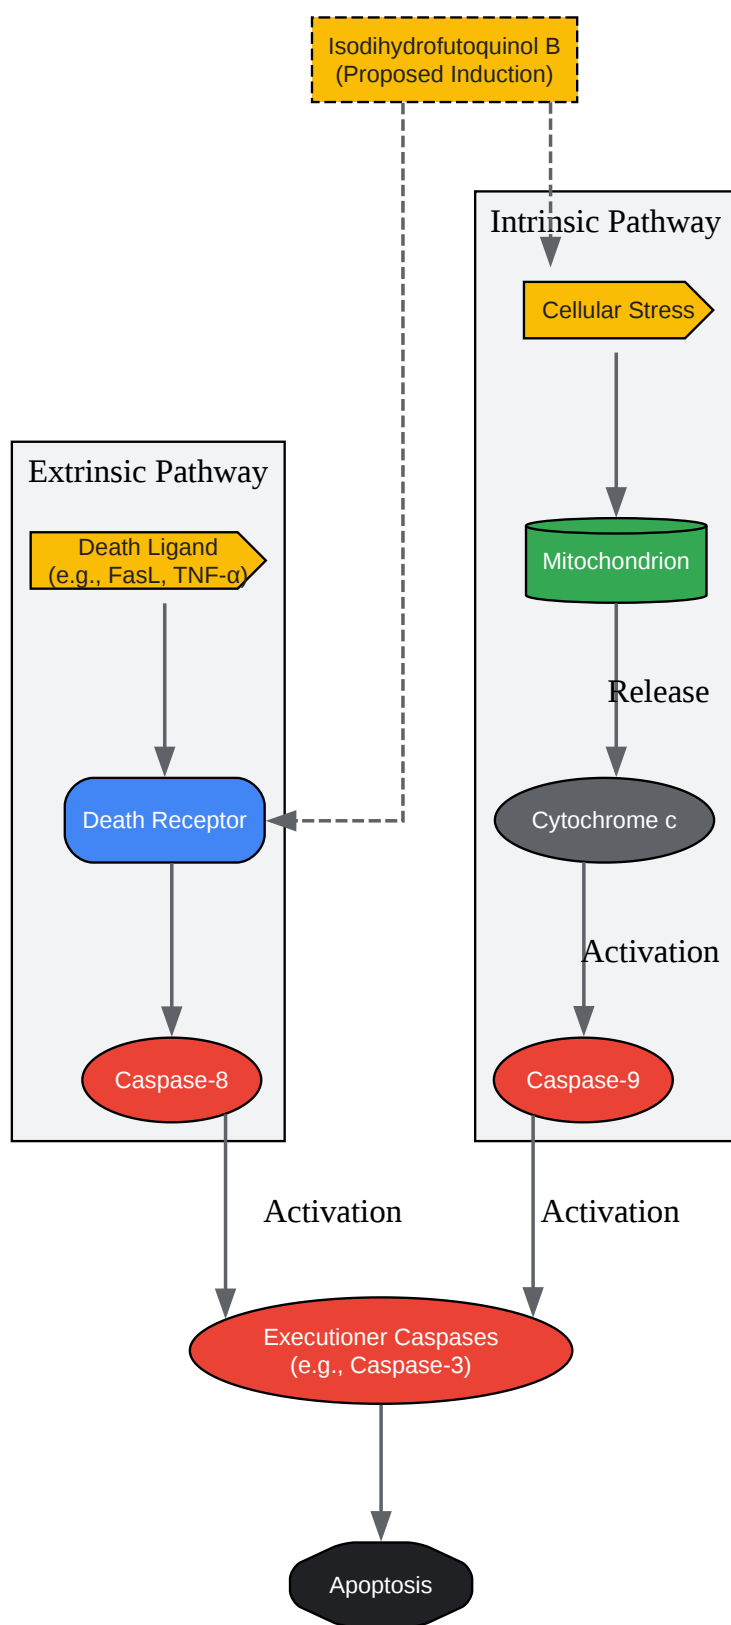 Isodihydrofutoquinol B
(Proposed Induction)
Intrinsic Pathway
Cellular Stress
Extrinsic Pathway
Death Ligand
(e.g., FasL, TNF-α)
Mitochondrion
Release
Death Receptor
Cytochrome c
Activation
Caspase-8
Caspase-9
Activation
Activation
Executioner Caspases
(e.g., Caspase-3)
Apoptosis